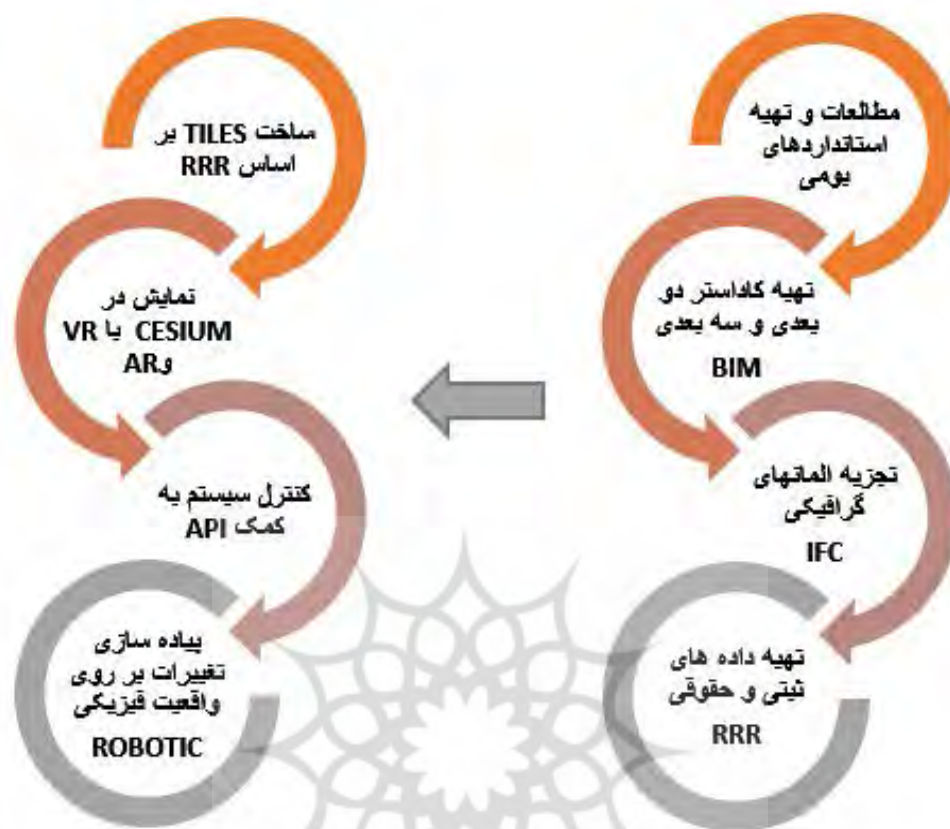 مطالعات و تهیه
استانداردهای
بومی
تهیه کاداستر دو
بعدی و سه بعدی
BIM
تجزیه المانهای
گرافیکی
IFC
تهیه داده های
ثبتی و حقوقی
RRR
ساخت TILES بر
اساس RRR
نمایش در
CESIUM با VR
وAR
کنترل سیستم به
کمک API
پیاده سازی
تغییرات بر روی
واقعیت فیزیکی
ROBOTIC